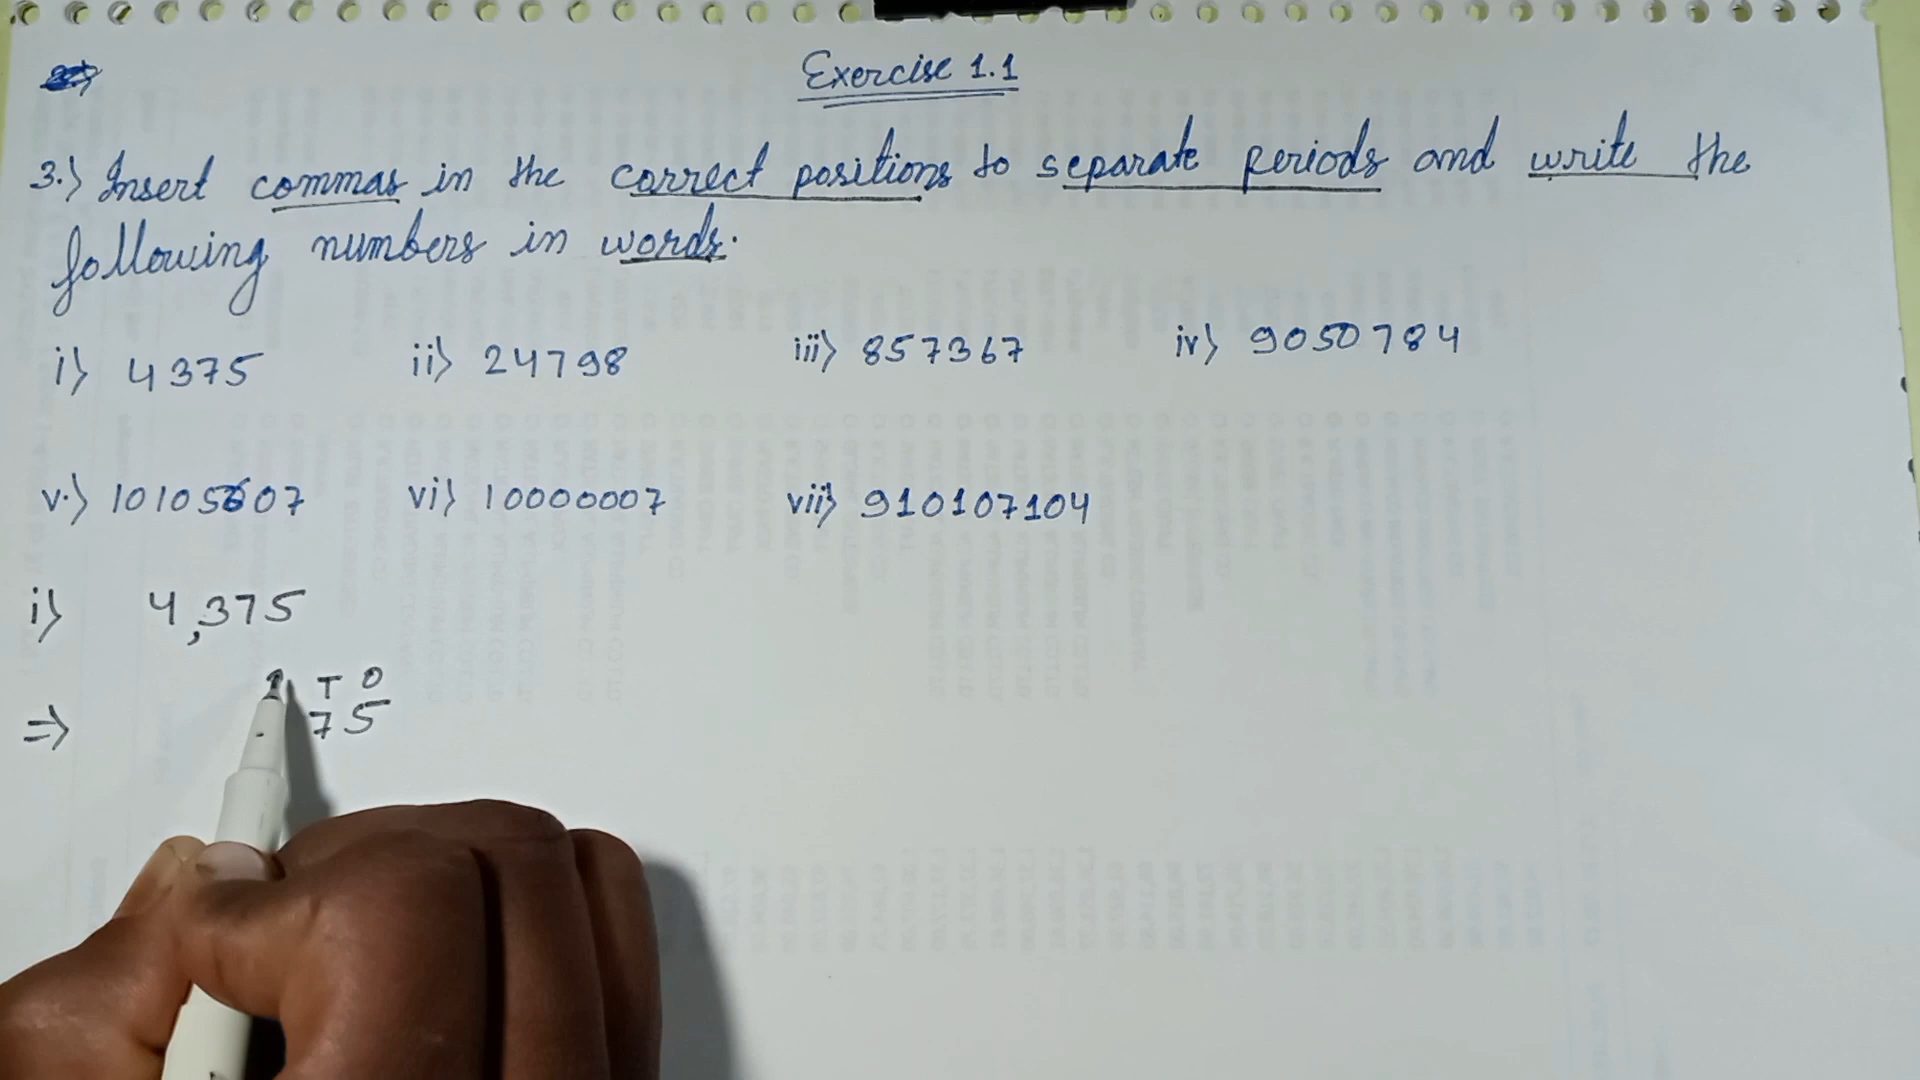 Exercise 1.1
3.) Insert commas in the correct positions to separate periods and write the
following numbers in words.
i) 4375 ii) 24798 iii) 857367 iv) 9050784
v.) 10105607 vi) 10000007 vii) 910107104
i) 4,375
T O
⇒ 75